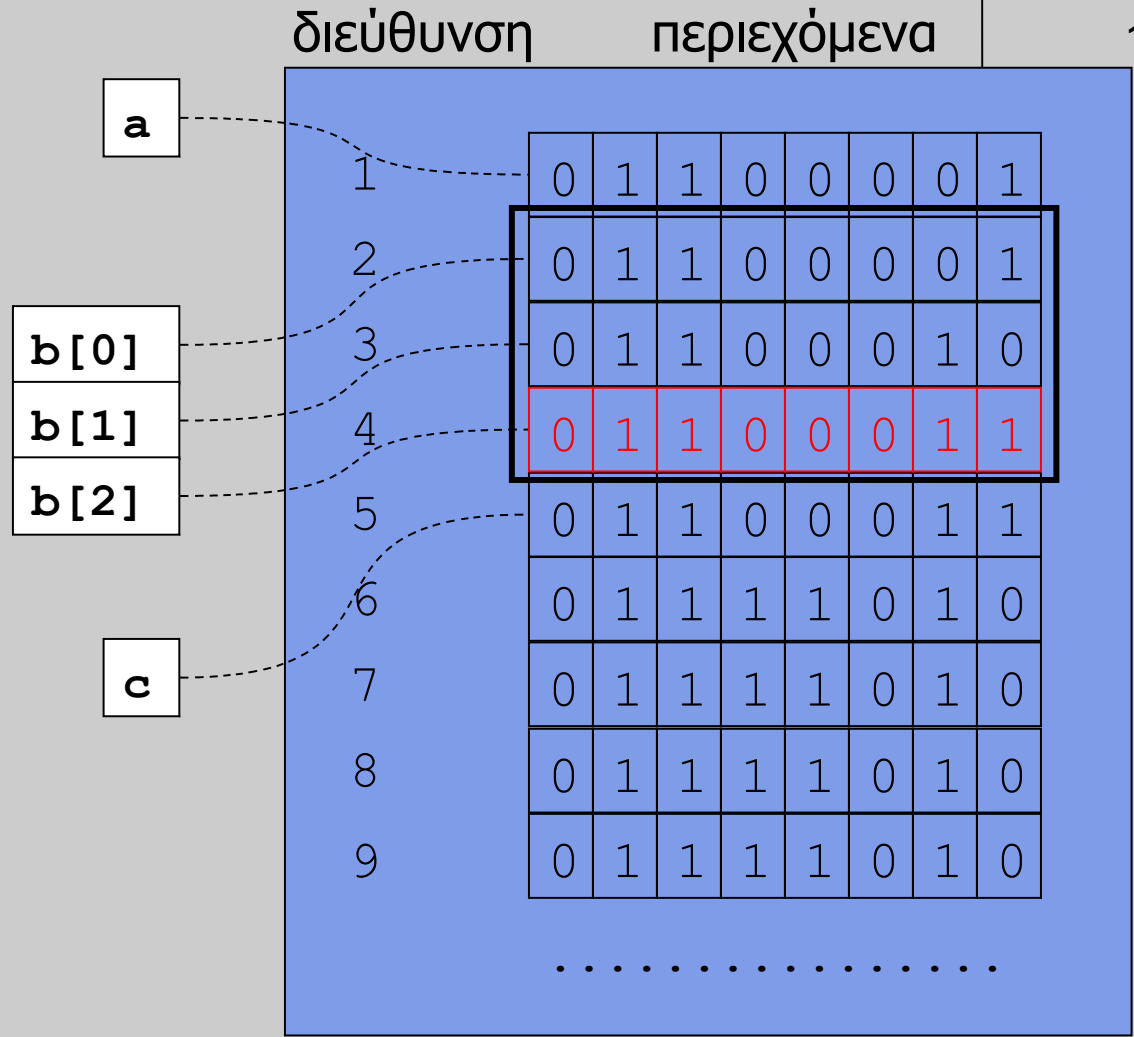 διεύθυνση περιεχόμενα
a
1 0 1 1 0 0 0 0 1
2 0 1 1 0 0 0 0 1
b[0]
3 0 1 1 0 0 0 1 0
b[1]
4 0 1 1 0 0 0 1 1
b[2]
5 0 1 1 0 0 0 1 1
6 0 1 1 1 1 0 1 0
c
7 0 1 1 1 1 0 1 0
8 0 1 1 1 1 0 1 0
9 0 1 1 1 1 0 1 0
.................